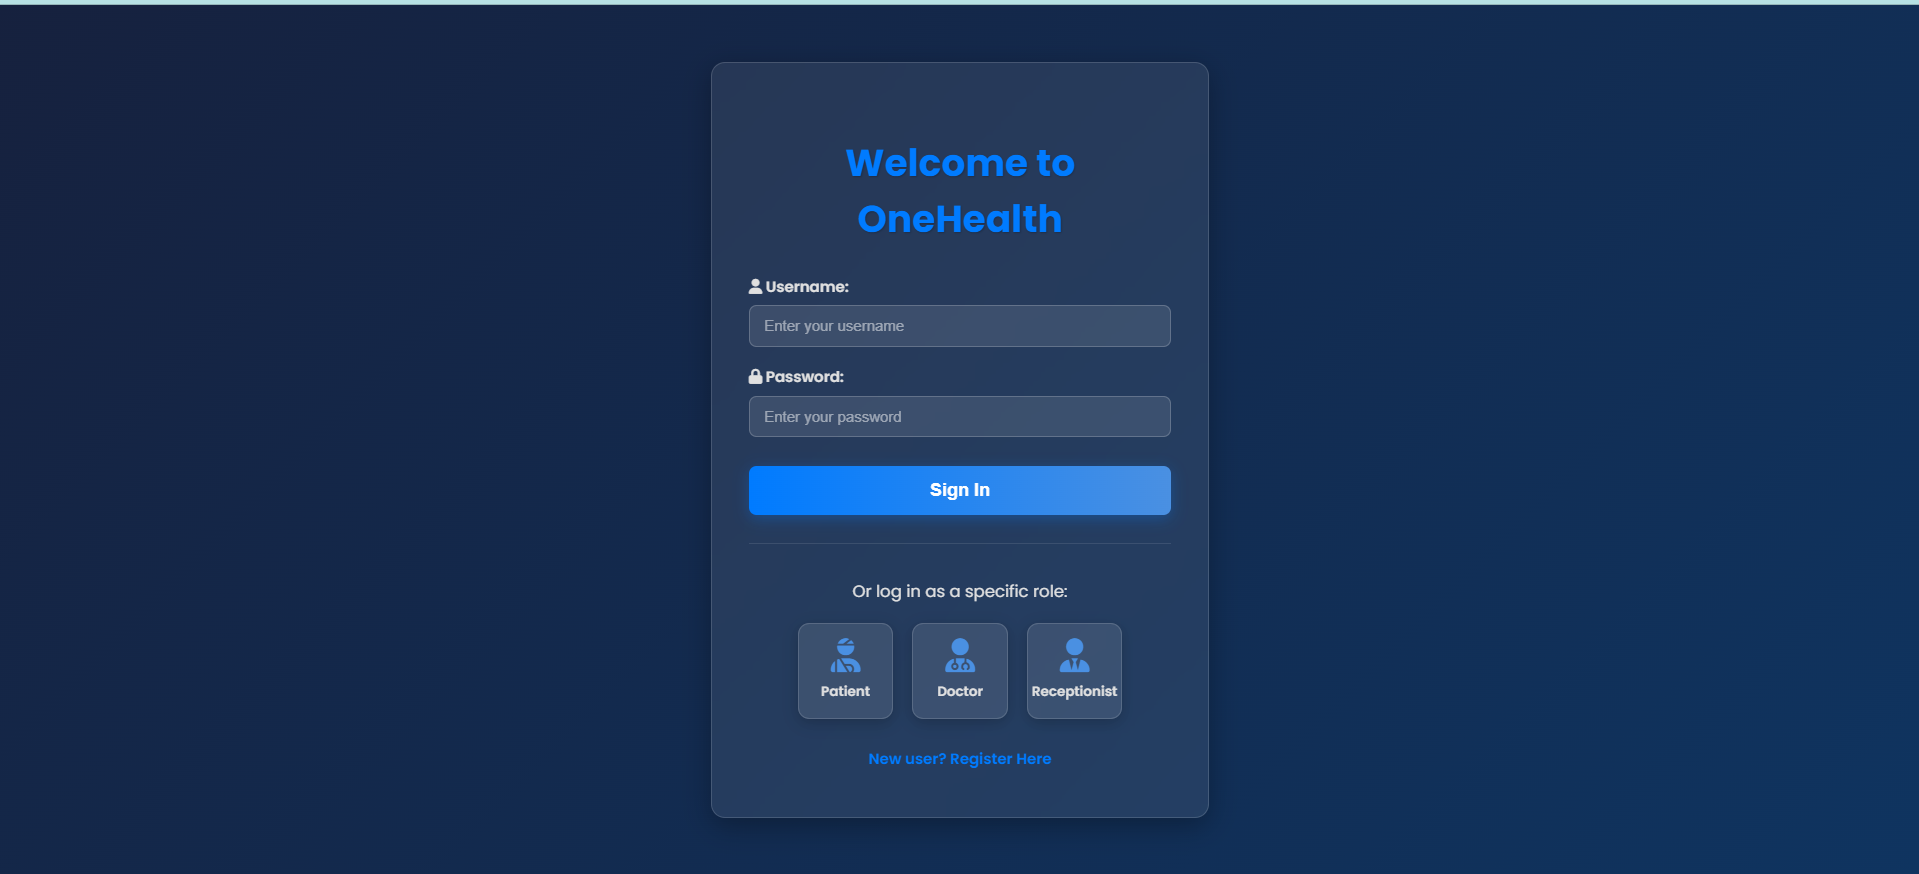 Welcome to
OneHealth
Username:
Enter your username
Password:
Enter your password
Sign In
Or log in as a specific role:
Patient Doctor Receptionist
New user? Register Here